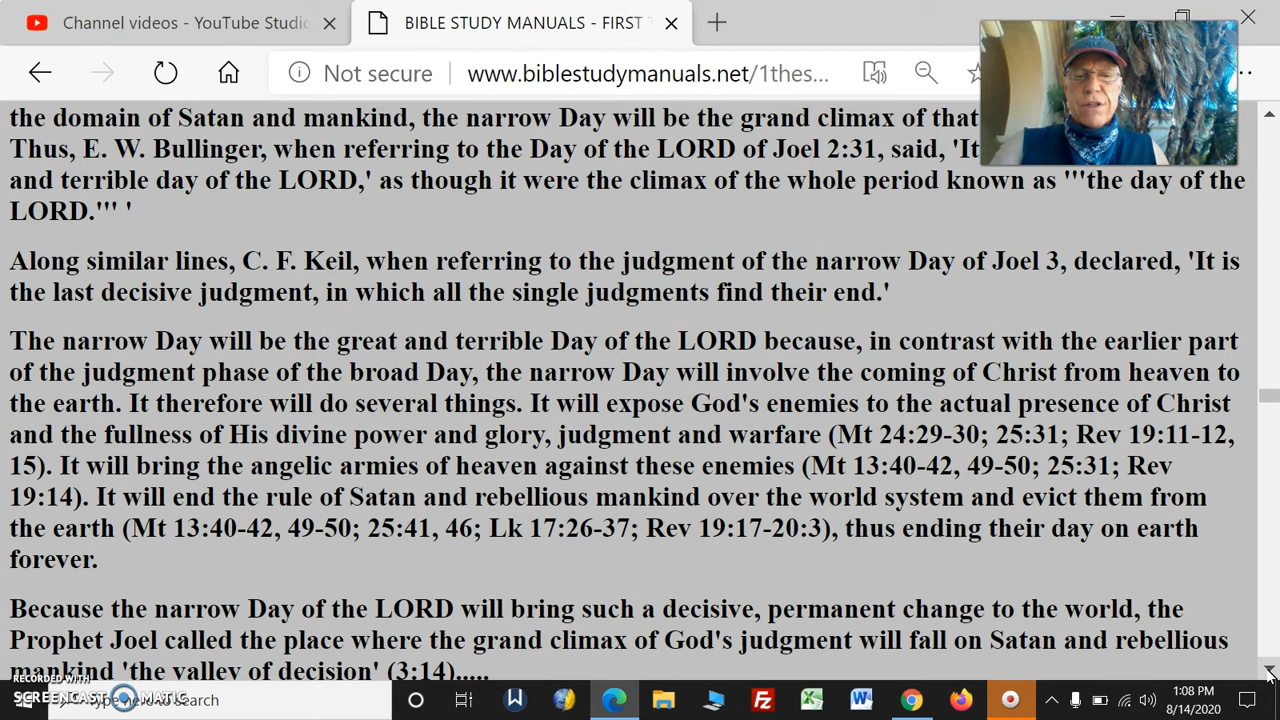 Channel videos - YouTube Studio
BIBLE STUDY MANUALS - FIRST T
Not secure
www.biblestudymanuals.net/1thes...
the domain of Satan and mankind, the narrow Day will be the grand climax of that
Thus, E. W. Bullinger, when referring to the Day of the LORD of Joel 2:31, said, 'It
and terrible day of the LORD,' as though it were the climax of the whole period known as '''the day of the
LORD.''' '
Along similar lines, C. F. Keil, when referring to the judgment of the narrow Day of Joel 3, declared, 'It is
the last decisive judgment, in which all the single judgments find their end.'
The narrow Day will be the great and terrible Day of the LORD because, in contrast with the earlier part
of the judgment phase of the broad Day, the narrow Day will involve the coming of Christ from heaven to
the earth. It therefore will do several things. It will expose God's enemies to the actual presence of Christ
and the fullness of His divine power and glory, judgment and warfare (Mt 24:29-30; 25:31; Rev 19:11-12,
15). It will bring the angelic armies of heaven against these enemies (Mt 13:40-42, 49-50; 25:31; Rev
19:14). It will end the rule of Satan and rebellious mankind over the world system and evict them from
the earth (Mt 13:40-42, 49-50; 25:41, 46; Lk 17:26-37; Rev 19:17-20:3), thus ending their day on earth
forever.
Because the narrow Day of the LORD will bring such a decisive, permanent change to the world, the
Prophet Joel called the place where the grand climax of God's judgment will fall on Satan and rebellious
mankind 'the valley of decision' (3:14).....
RECORDED WITH
SCREENCAST MATIC
Type here to search
1:08 PM
8/14/2020